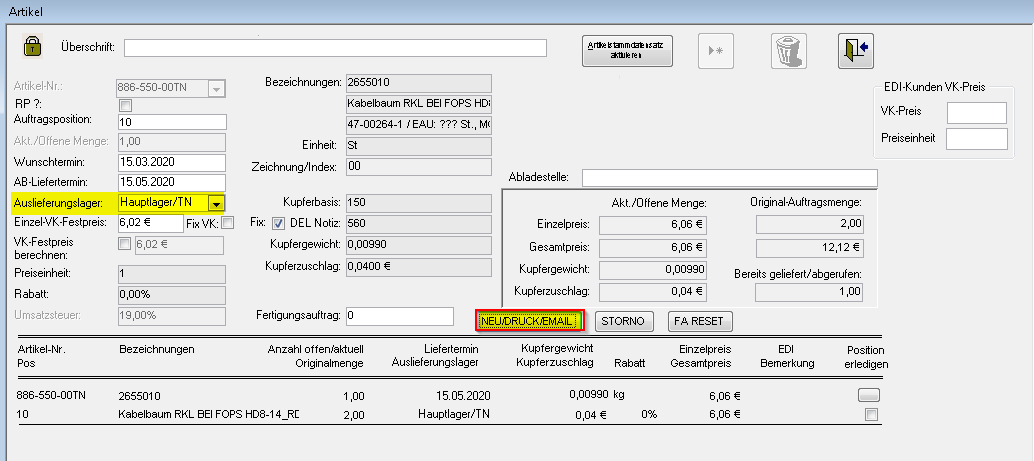 Artikel
T
Überschrift:
Artikelstammdatensatz
aktulieren
Artikel-Nr.: 886-550-00TN
RP ?:
Auftragsposition: 10
Akt./Offene Menge: 1,00
Wunschtermin: 15.03.2020
AB-Liefertermin: 15.05.2020
Auslieferungslager: Hauptlager/TN
Einzel-VK-Festpreis: 6,02 € Fix VK:
VK-Festpreis
berechnen: 6,02 €
Preiseinheit: 1
Rabatt: 0,00%
Umsatzsteuer: 19,00%
Bezeichnungen: 2655010
Kabelbaum RKL BEI FOPS HD8
47-00264-1 / EAU: ??? St., MO
Einheit: St
Zeichnung/Index: 00
Kupferbasis: 150
Fix: DEL Notiz: 560
Kupfergewicht: 0,00990
Kupferzuschlag: 0,0400 €
Fertigungsauftrag: 0
EDI-Kunden VK-Preis
VK-Preis
Preiseinheit
Abladestelle:
Akt./Offene Menge: Original-Auftragsmenge:
Einzelpreis: 6,06 € 2,00
Gesamtpreis: 6,06 € 12,12 €
Kupfergewicht: 0,00990 Bereits geliefert/abgerufen:
Kupferzuschlag: 0,04 € 1,00
NEU/DRUCK/EMAIL STORNO FA RESET
Artikel-Nr. Bezeichnungen Anzahl offen/aktuell Liefertermin Kupfergewicht Einzelpreis EDI Position
Pos Originalmenge Auslieferungslager Kupferzuschlag Rabatt Gesamtpreis Bemerkung erledigen
886-550-00TN 2655010 1,00 15.05.2020 0,00990 kg 6,06 €
10 Kabelbaum RKL BEI FOPS HD8-14_RD 2,00 Hauptlager/TN 0,04 € 0% 6,06 €